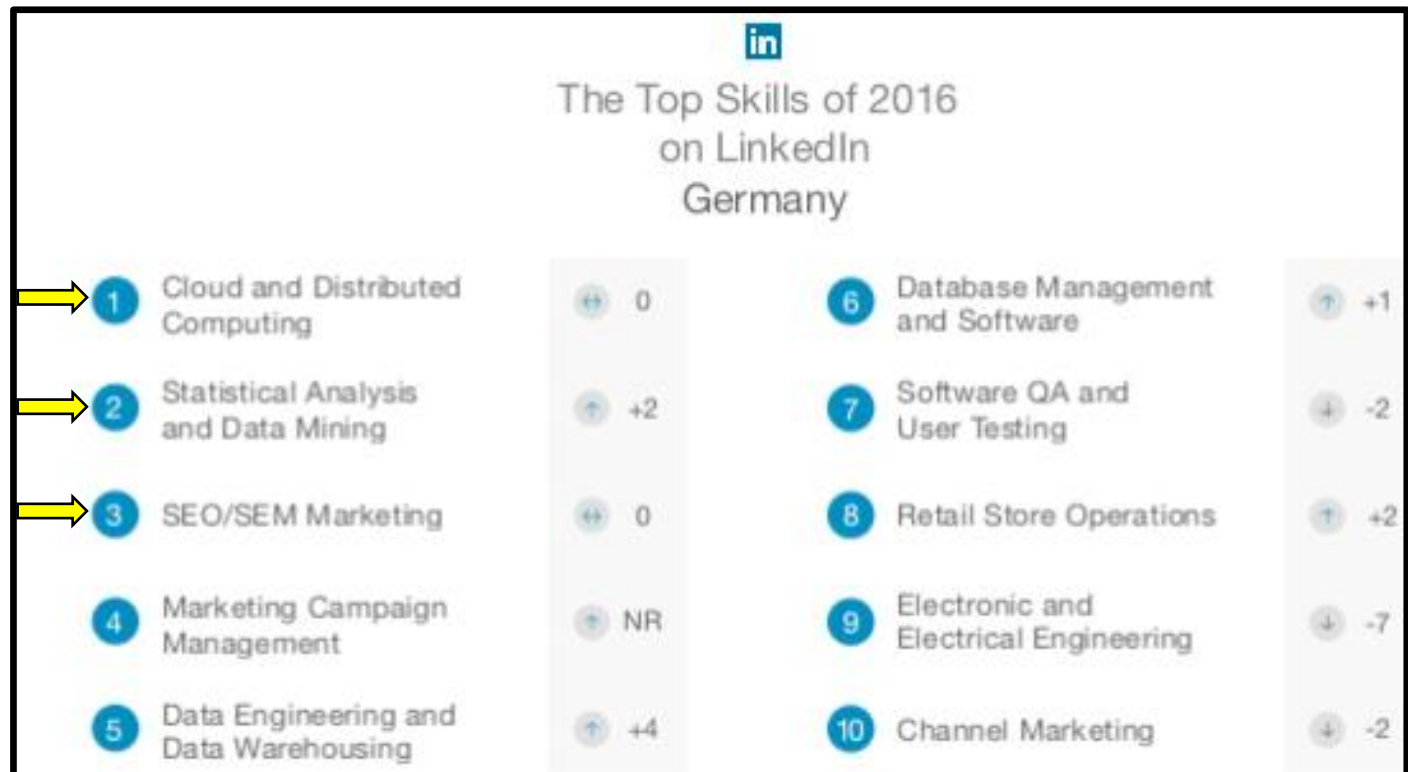 in
The Top Skills of 2016
on LinkedIn
Germany
1 Cloud and Distributed
Computing
0
2 Statistical Analysis
and Data Mining
+2
3 SEO/SEM Marketing
0
4 Marketing Campaign
Management
NR
5 Data Engineering and
Data Warehousing
+4
6 Database Management
and Software
+1
7 Software QA and
User Testing
-2
8 Retail Store Operations
+2
9 Electronic and
Electrical Engineering
-7
10 Channel Marketing
-2